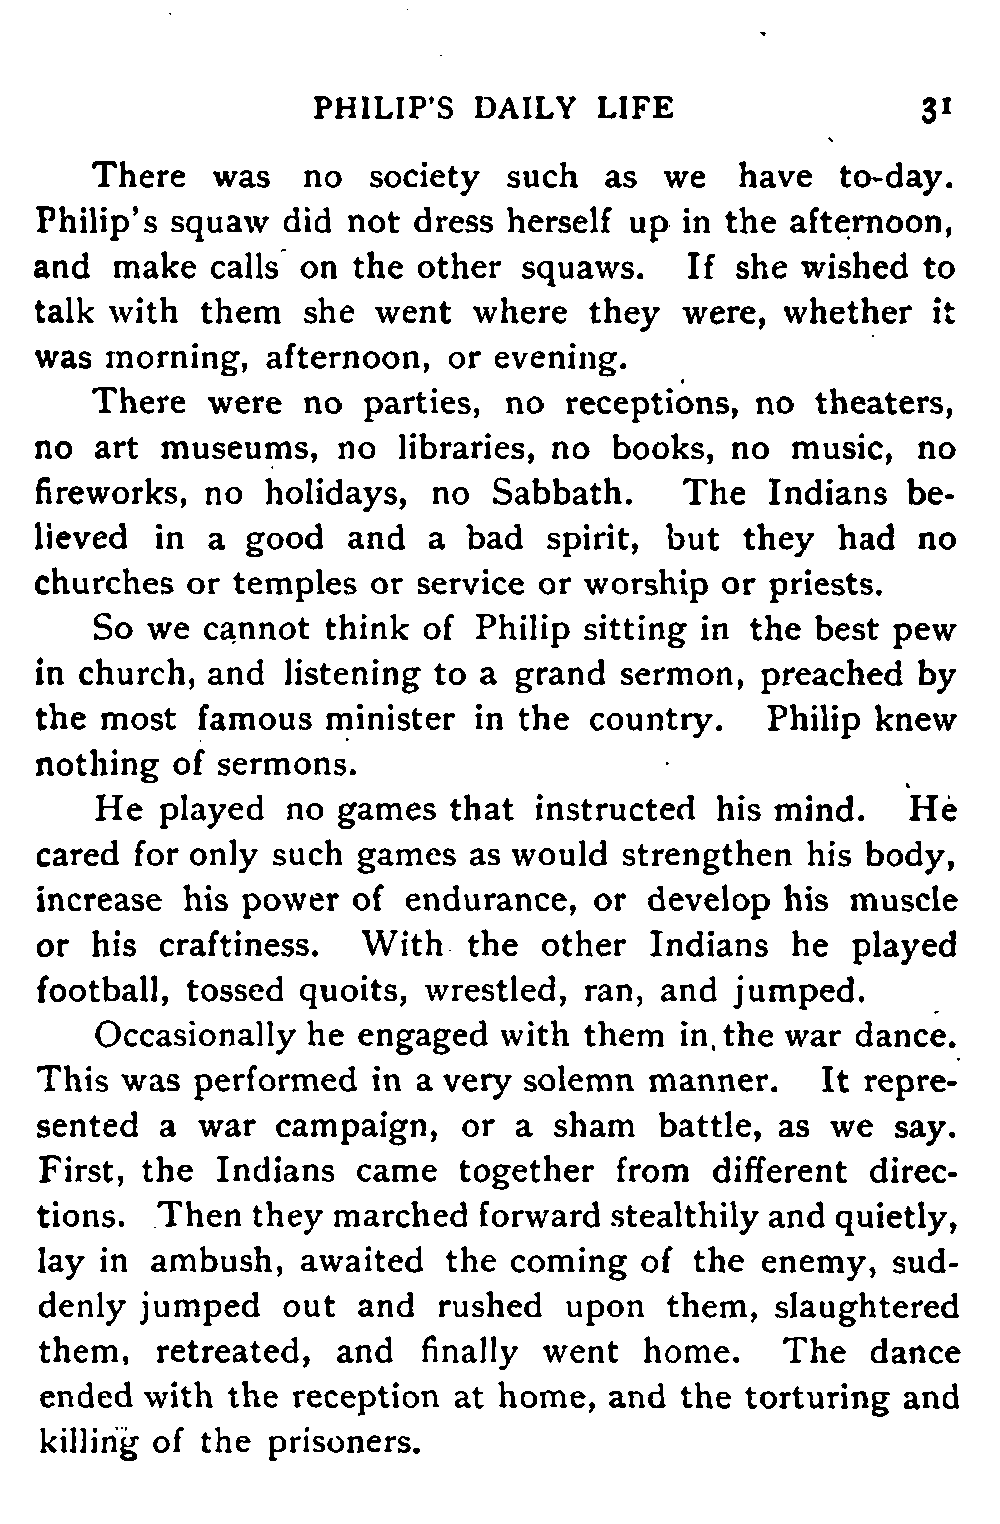 PHILIP'S DAILY LIFE 31
There was no society such as we have to-day.
Philip's squaw did not dress herself up in the afternoon,
and make calls on the other squaws. If she wished to
talk with them she went where they were, whether it
was morning, afternoon, or evening.
There were no parties, no receptions, no theaters,
no art museums, no libraries, no books, no music, no
fireworks, no holidays, no Sabbath. The Indians be-
lieved in a good and a bad spirit, but they had no
churches or temples or service or worship or priests.
So we cannot think of Philip sitting in the best pew
in church, and listening to a grand sermon, preached by
the most famous minister in the country. Philip knew
nothing of sermons.
He played no games that instructed his mind. He
cared for only such games as would strengthen his body,
increase his power of endurance, or develop his muscle
or his craftiness. With the other Indians he played
football, tossed quoits, wrestled, ran, and jumped.
Occasionally he engaged with them in the war dance.
This was performed in a very solemn manner. It repre-
sented a war campaign, or a sham battle, as we say.
First, the Indians came together from different direc-
tions. Then they marched forward stealthily and quietly,
lay in ambush, awaited the coming of the enemy, sud-
denly jumped out and rushed upon them, slaughtered
them, retreated, and finally went home. The dance
ended with the reception at home, and the torturing and
killing of the prisoners.